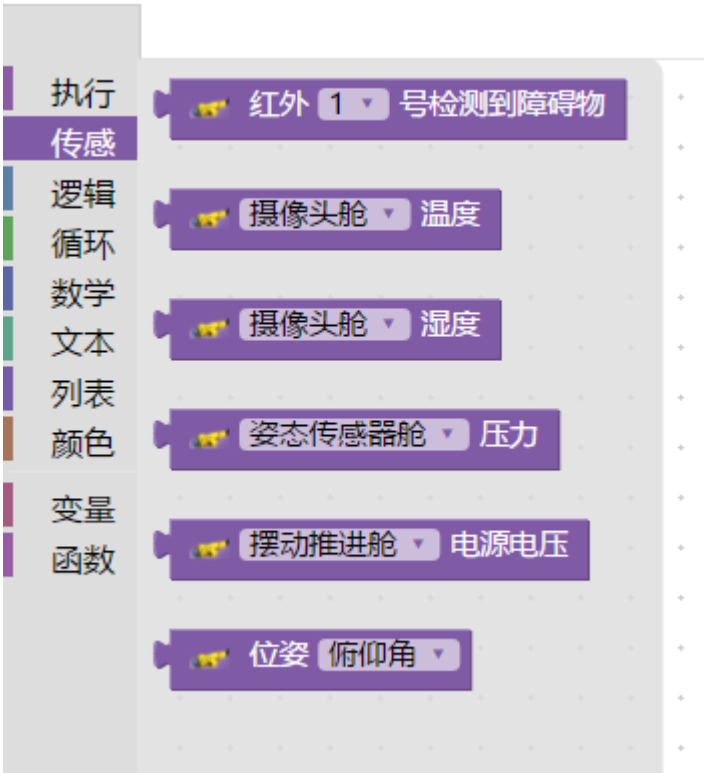 执行
传感
逻辑
循环
数学
文本
列表
颜色
变量
函数
红外 1 号检测到障碍物
摄像头舱 温度
摄像头舱 湿度
姿态传感器舱 压力
摆动推进舱 电源电压
位姿 俯仰角